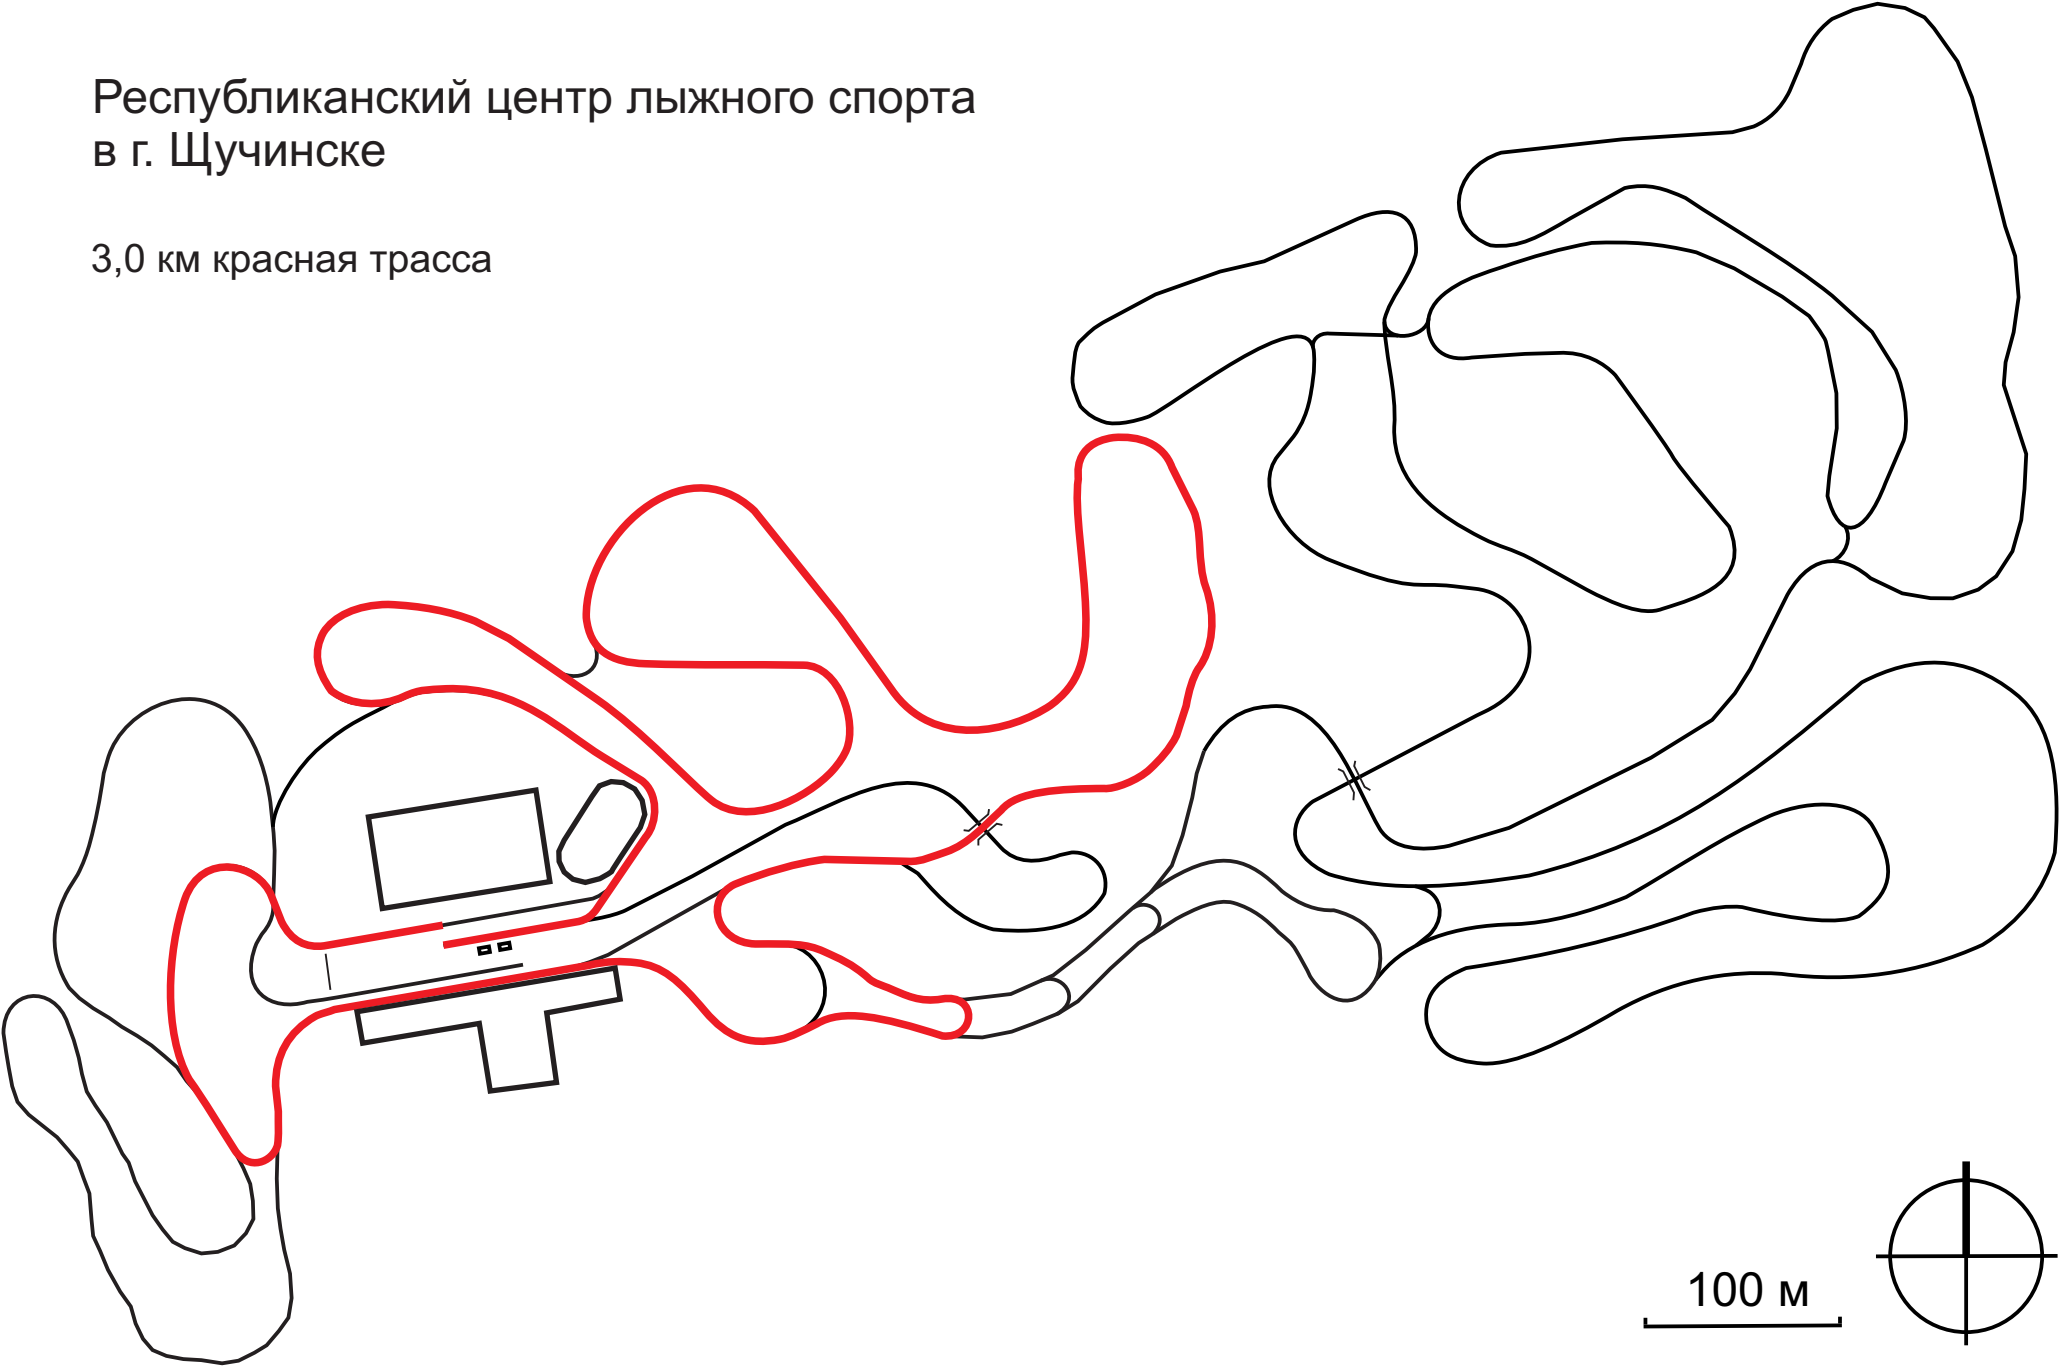 Республиканский центр лыжного спорта
в г. Щучинске
3,0 км красная трасса
100 м